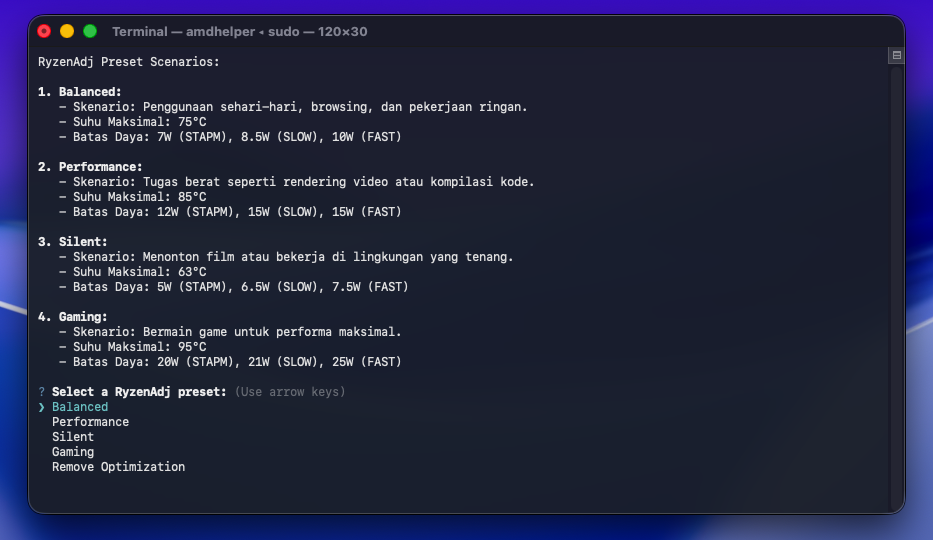 Terminal — amdhelper ◂ sudo — 120×30
RyzenAdj Preset Scenarios:
1. Balanced:
– Skenario: Penggunaan sehari-hari, browsing, dan pekerjaan ringan.
– Suhu Maksimal: 75°C
– Batas Daya: 7W (STAPM), 8.5W (SLOW), 10W (FAST)
2. Performance:
– Skenario: Tugas berat seperti rendering video atau kompilasi kode.
– Suhu Maksimal: 85°C
– Batas Daya: 12W (STAPM), 15W (SLOW), 15W (FAST)
3. Silent:
– Skenario: Menonton film atau bekerja di lingkungan yang tenang.
– Suhu Maksimal: 63°C
– Batas Daya: 5W (STAPM), 6.5W (SLOW), 7.5W (FAST)
4. Gaming:
– Skenario: Bermain game untuk performa maksimal.
– Suhu Maksimal: 95°C
– Batas Daya: 20W (STAPM), 21W (SLOW), 25W (FAST)
? Select a RyzenAdj preset: (Use arrow keys)
❯ Balanced
Performance
Silent
Gaming
Remove Optimization